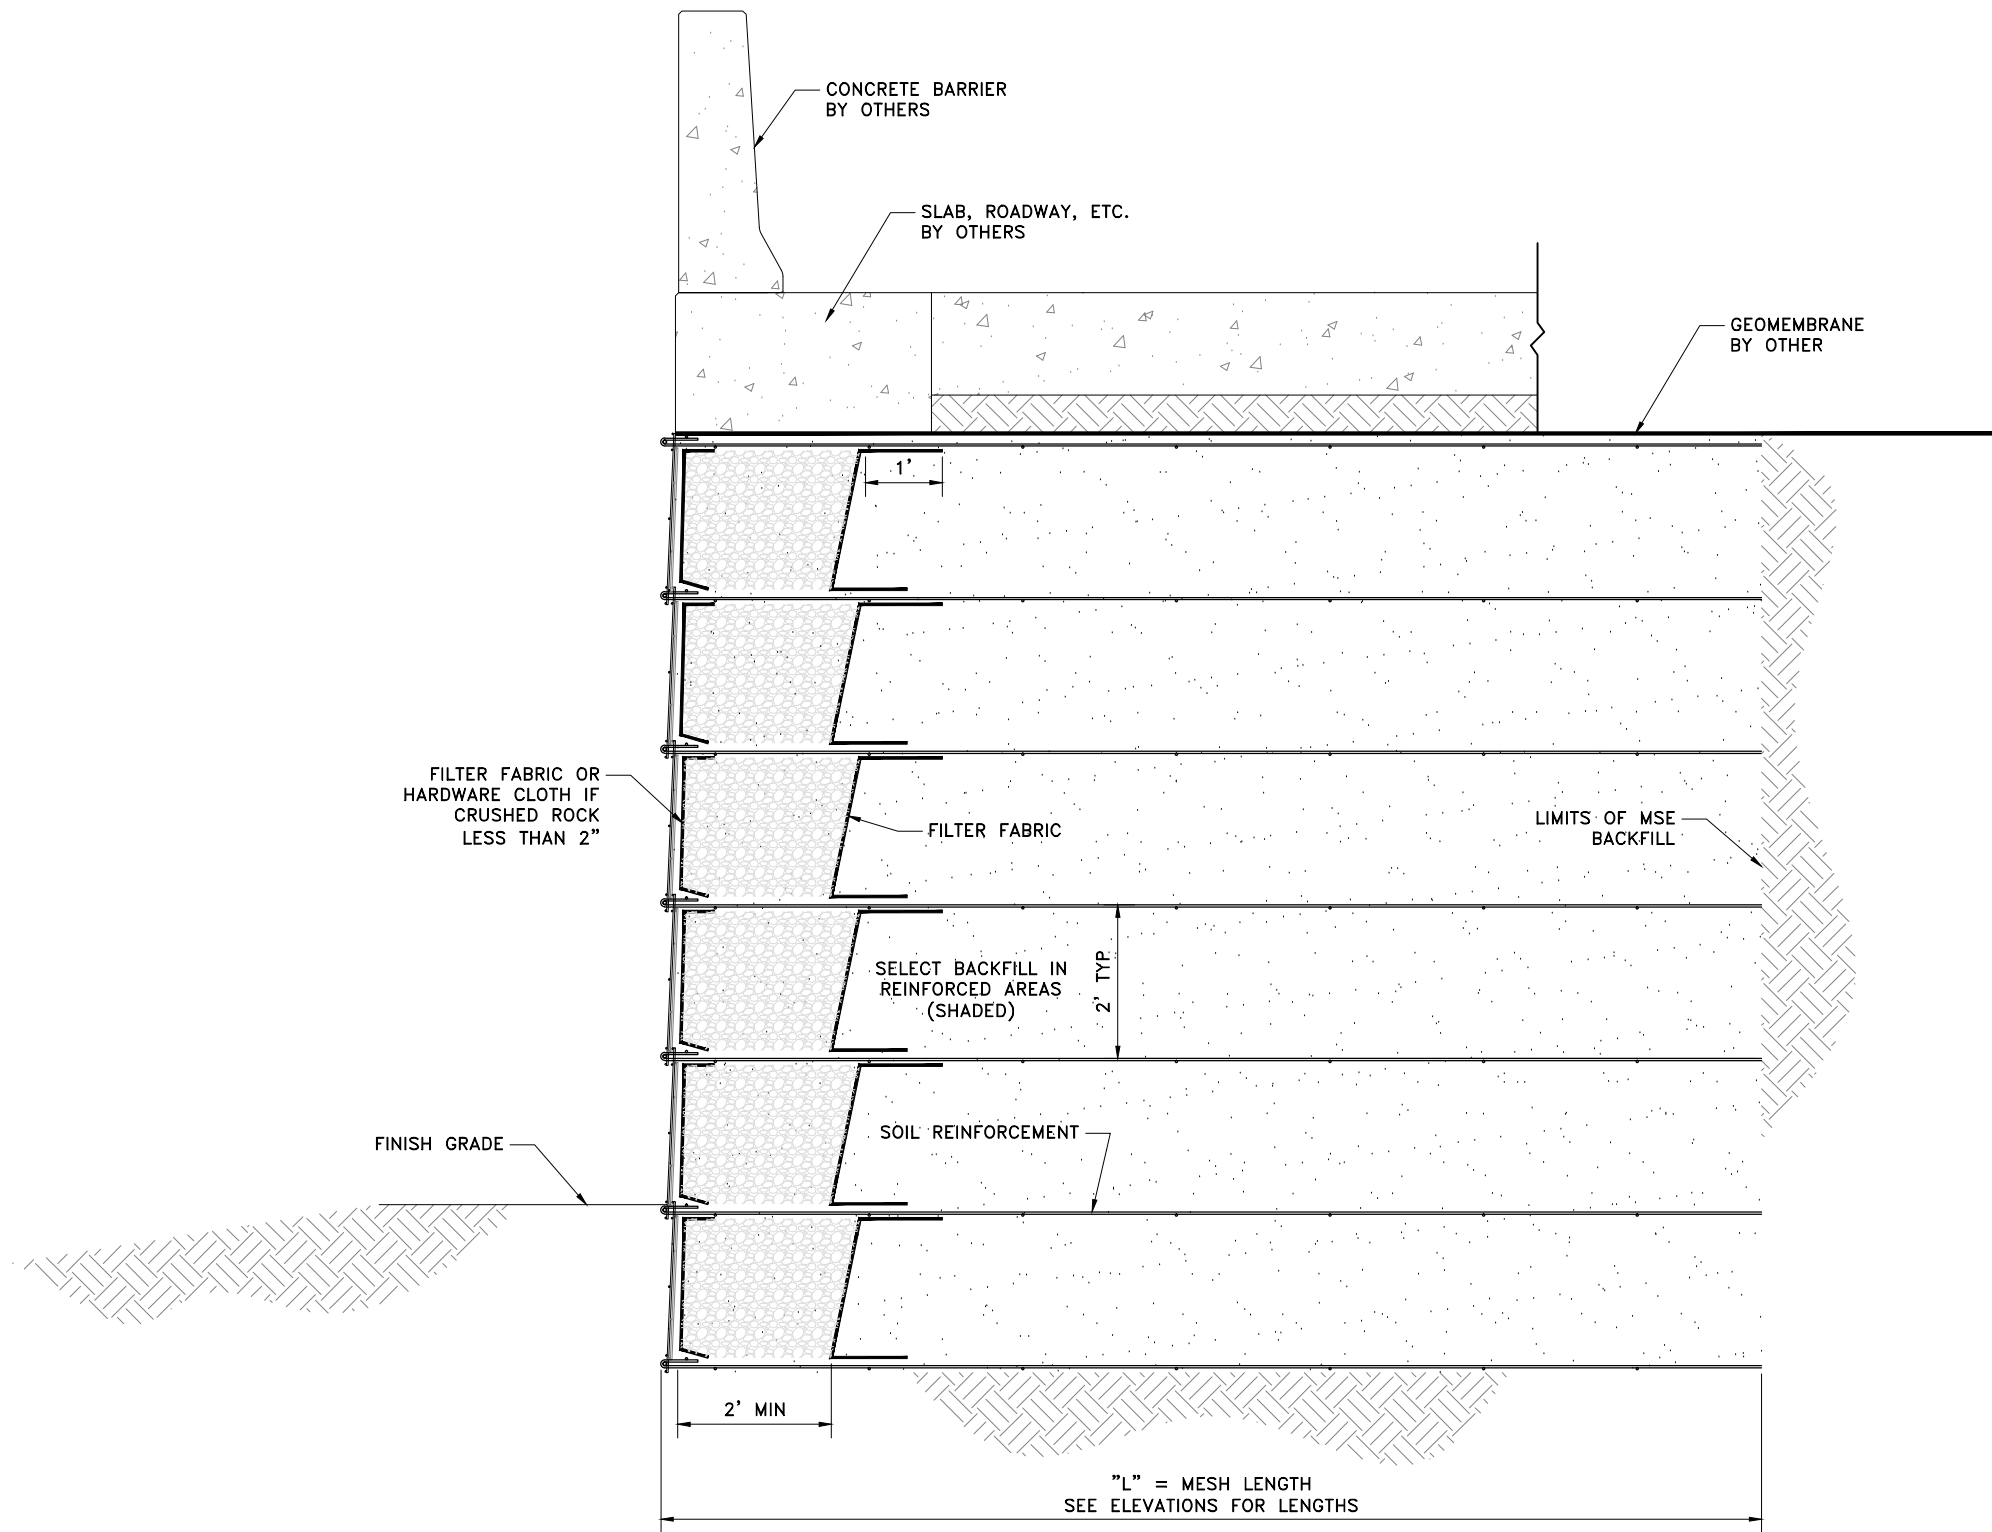 CONCRETE BARRIER
BY OTHERS
SLAB, ROADWAY, ETC.
BY OTHERS
GEOMEMBRANE
BY OTHER
1'
FILTER FABRIC OR
HARDWARE CLOTH IF
CRUSHED ROCK
LESS THAN 2"
FILTER FABRIC
LIMITS OF MSE
BACKFILL
SELECT BACKFILL IN
REINFORCED AREAS
(SHADED)
2' TYP.
SOIL REINFORCEMENT
FINISH GRADE
2' MIN
"L" = MESH LENGTH
SEE ELEVATIONS FOR LENGTHS